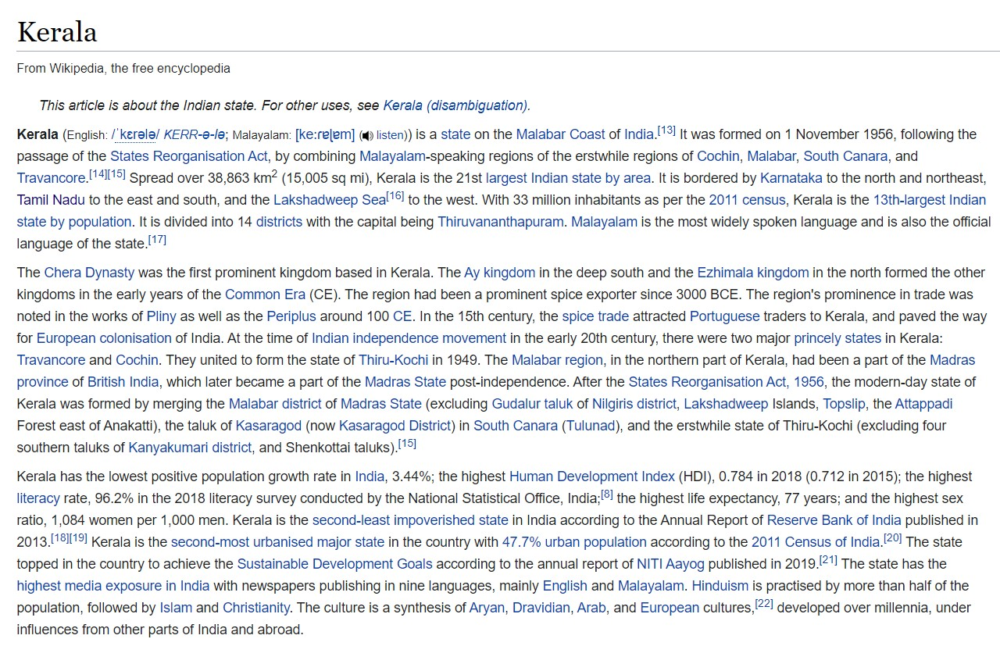 Kerala
From Wikipedia, the free encyclopedia
This article is about the Indian state. For other uses, see Kerala (disambiguation).
Kerala (English: /ˈkɛrələ/ KERR-ə-lə; Malayalam: [keːɾɐɭɐm] (listen)) is a state on the Malabar Coast of India.[13] It was formed on 1 November 1956, following the
passage of the States Reorganisation Act, by combining Malayalam-speaking regions of the erstwhile regions of Cochin, Malabar, South Canara, and
Travancore.[14][15] Spread over 38,863 km2 (15,005 sq mi), Kerala is the 21st largest Indian state by area. It is bordered by Karnataka to the north and northeast,
Tamil Nadu to the east and south, and the Lakshadweep Sea[16] to the west. With 33 million inhabitants as per the 2011 census, Kerala is the 13th-largest Indian
state by population. It is divided into 14 districts with the capital being Thiruvananthapuram. Malayalam is the most widely spoken language and is also the official
language of the state.[17]
The Chera Dynasty was the first prominent kingdom based in Kerala. The Ay kingdom in the deep south and the Ezhimala kingdom in the north formed the other
kingdoms in the early years of the Common Era (CE). The region had been a prominent spice exporter since 3000 BCE. The region's prominence in trade was
noted in the works of Pliny as well as the Periplus around 100 CE. In the 15th century, the spice trade attracted Portuguese traders to Kerala, and paved the way
for European colonisation of India. At the time of Indian independence movement in the early 20th century, there were two major princely states in Kerala:
Travancore and Cochin. They united to form the state of Thiru-Kochi in 1949. The Malabar region, in the northern part of Kerala, had been a part of the Madras
province of British India, which later became a part of the Madras State post-independence. After the States Reorganisation Act, 1956, the modern-day state of
Kerala was formed by merging the Malabar district of Madras State (excluding Gudalur taluk of Nilgiris district, Lakshadweep Islands, Topslip, the Attappadi
Forest east of Anakatti), the taluk of Kasaragod (now Kasaragod District) in South Canara (Tulunad), and the erstwhile state of Thiru-Kochi (excluding four
southern taluks of Kanyakumari district, and Shenkottai taluks).[15]
Kerala has the lowest positive population growth rate in India, 3.44%; the highest Human Development Index (HDI), 0.784 in 2018 (0.712 in 2015); the highest
literacy rate, 96.2% in the 2018 literacy survey conducted by the National Statistical Office, India;[8] the highest life expectancy, 77 years; and the highest sex
ratio, 1,084 women per 1,000 men. Kerala is the second-least impoverished state in India according to the Annual Report of Reserve Bank of India published in
2013.[18][19] Kerala is the second-most urbanised major state in the country with 47.7% urban population according to the 2011 Census of India.[20] The state
topped in the country to achieve the Sustainable Development Goals according to the annual report of NITI Aayog published in 2019.[21] The state has the
highest media exposure in India with newspapers publishing in nine languages, mainly English and Malayalam. Hinduism is practised by more than half of the
population, followed by Islam and Christianity. The culture is a synthesis of Aryan, Dravidian, Arab, and European cultures,[22] developed over millennia, under
influences from other parts of India and abroad.